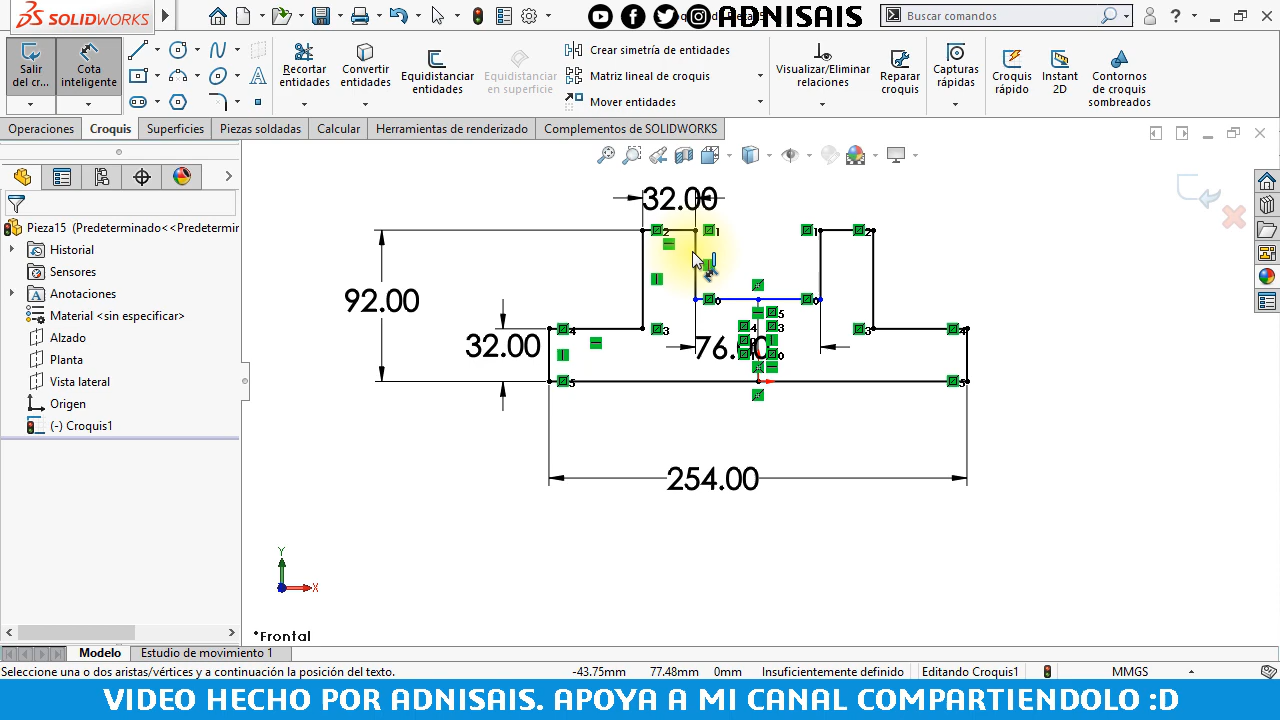 SOLIDWORKS
ADNISAIS
Buscar comandos
Salir del cr...
Cota inteligente
Recortar entidades
Convertir entidades
Equidistanciar entidades
Equidistanciar en superficie
Crear simetría de entidades
Matriz lineal de croquis
Mover entidades
Visualizar/Eliminar relaciones
Reparar croquis
Capturas rápidas
Croquis rápido
Instant 2D
Contornos de croquis sombreados
Operaciones
Croquis
Superficies
Piezas soldadas
Calcular
Herramientas de renderizado
Complementos de SOLIDWORKS
Pieza15 (Predeterminado<<Predetermir
Historial
Sensores
Anotaciones
Material <sin especificar>
Alzado
Planta
Vista lateral
Origen
(-) Croquis1
32.00
92.00
32.00
254.00
Y
X
*Frontal
Modelo
Estudio de movimiento 1
Seleccione una o dos aristas/vértices y a continuación la posición del texto.
-43.75mm
77.48mm
0mm
Insuficientemente definido
Editando Croquis1
MMGS
VIDEO HECHO POR ADNISAIS. APOYA A MI CANAL COMPARTIENDOLO :D